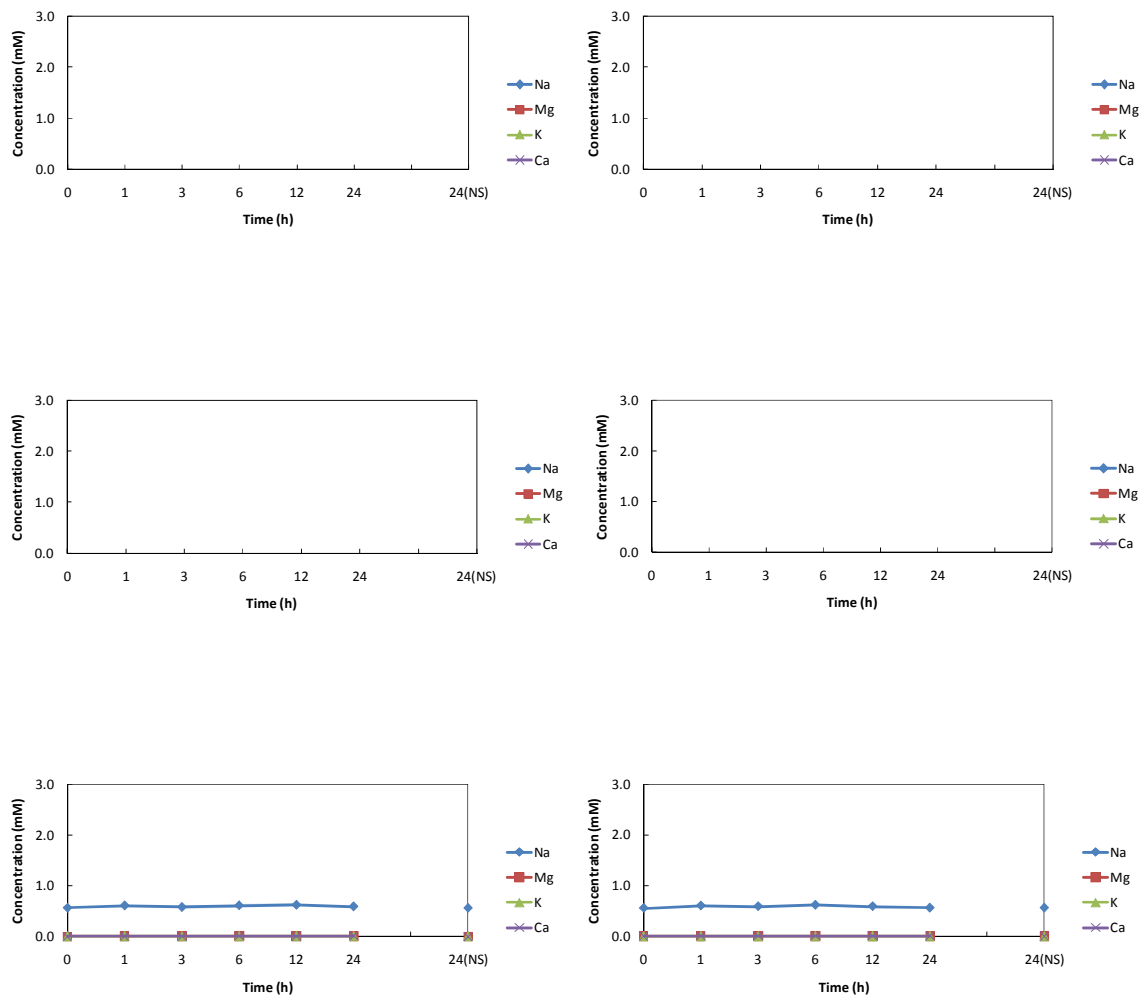 3.0
2.0
1.0
0.0
Concentration (mM)
0 1 3 6 12 24 24(NS)
Time (h)
Na
Mg
K
Ca
3.0
2.0
1.0
0.0
Concentration (mM)
0 1 3 6 12 24 24(NS)
Time (h)
Na
Mg
K
Ca
3.0
2.0
1.0
0.0
Concentration (mM)
0 1 3 6 12 24 24(NS)
Time (h)
Na
Mg
K
Ca
3.0
2.0
1.0
0.0
Concentration (mM)
0 1 3 6 12 24 24(NS)
Time (h)
Na
Mg
K
Ca
3.0
2.0
1.0
0.0
Concentration (mM)
0 1 3 6 12 24 24(NS)
Time (h)
Na
Mg
K
Ca
3.0
2.0
1.0
0.0
Concentration (mM)
0 1 3 6 12 24 24(NS)
Time (h)
Na
Mg
K
Ca